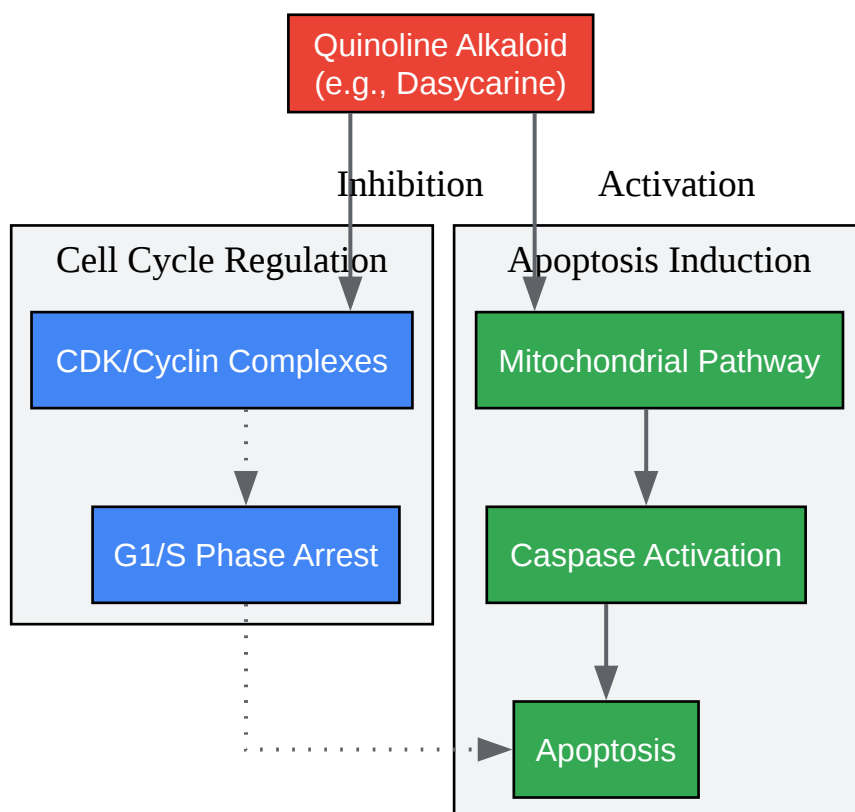 Quinoline Alkaloid
(e.g., Dasycarine)
Inhibition
Activation
Cell Cycle Regulation
Apoptosis Induction
CDK/Cyclin Complexes
Mitochondrial Pathway
G1/S Phase Arrest
Caspase Activation
Apoptosis